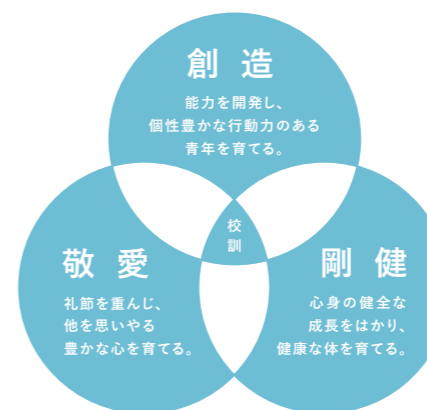 創造
能力を開発し、
個性豊かな行動力のある
青年を育てる。
校訓
敬愛
礼節を重んじ、
他を思いやる
豊かな心を育てる。
剛健
心身の健全な
成長をはかり、
健康な体を育てる。